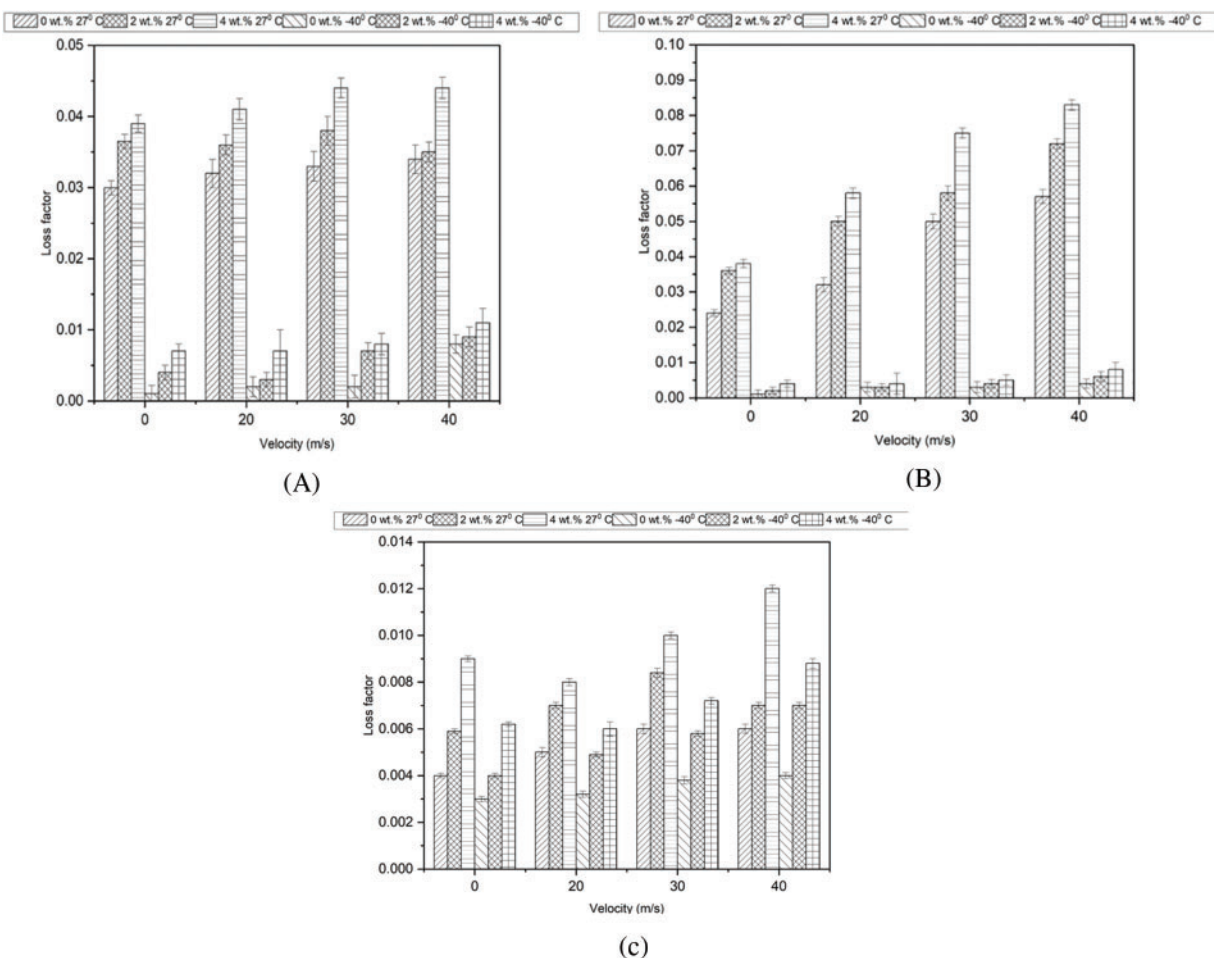 0 wt.% 27⁰ C 2 wt.% 27⁰ C 4 wt.% 27⁰ C 0 wt.% -40⁰ C 2 wt.% -40⁰ C 4 wt.% -40⁰ C
0.05
0.04
0.03
0.02
0.01
0.00
Loss factor
0 20 30 40
Velocity (m/s)
(A)
0 wt.% 27⁰ C 2 wt.% 27⁰ C 4 wt.% 27⁰ C 0 wt.% -40⁰ C 2 wt.% -40⁰ C 4 wt.% -40⁰ C
0.10
0.09
0.08
0.07
0.06
0.05
0.04
0.03
0.02
0.01
0.00
Loss factor
0 20 30 40
Velocity (m/s)
(B)
0 wt.% 27⁰ C 2 wt.% 27⁰ C 4 wt.% 27⁰ C 0 wt.% -40⁰ C 2 wt.% -40⁰ C 4 wt.% -40⁰ C
0.014
0.012
0.010
0.008
0.006
0.004
0.002
0.000
Loss factor
0 20 30 40
Velocity (m/s)
(c)